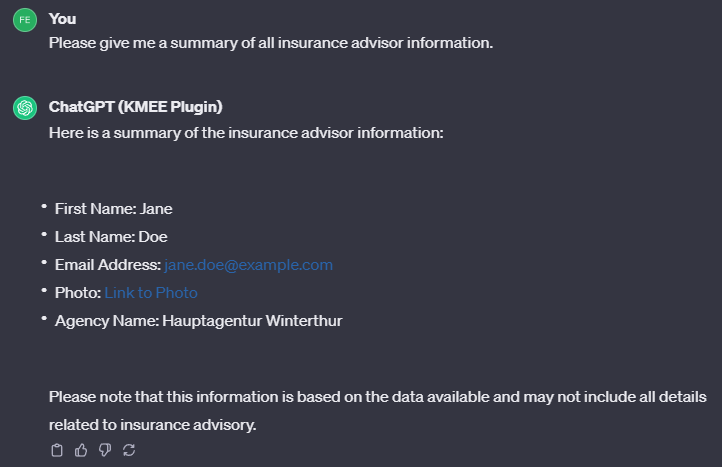 FE
You
Please give me a summary of all insurance advisor information.
ChatGPT (KMEE Plugin)
Here is a summary of the insurance advisor information:
• First Name: Jane
• Last Name: Doe
• Email Address: jane.doe@example.com
• Photo: Link to Photo
• Agency Name: Hauptagentur Winterthur
Please note that this information is based on the data available and may not include all details
related to insurance advisory.